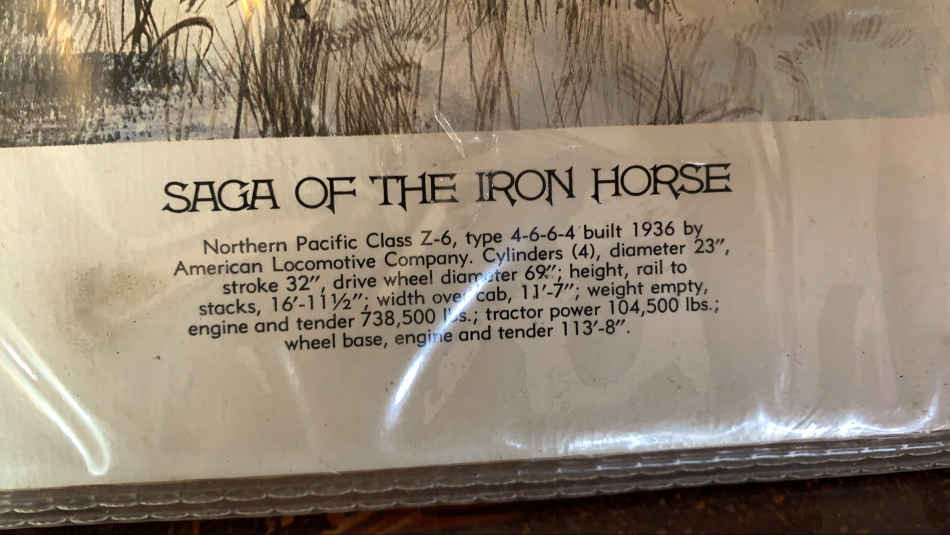 SAGA OF THE IRON HORSE
Northern Pacific Class Z-6, type 4-6-6-4 built 1936 by
American Locomotive Company. Cylinders (4), diameter 23",
stroke 32", drive wheel diameter 69"; height, rail to
stacks, 16'-11½"; width over cab, 11'-7"; weight empty,
engine and tender 738,500 lbs.; tractor power 104,500 lbs.;
wheel base, engine and tender 113'-8".